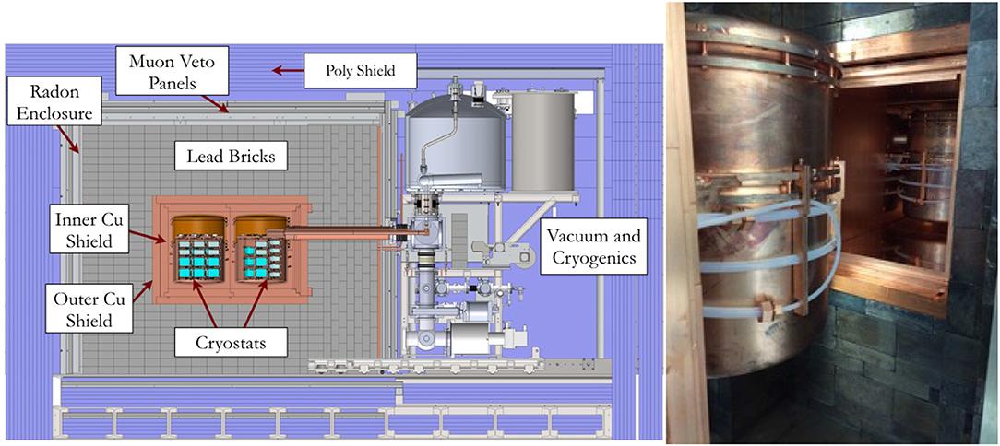 Muon Veto
Panels
Poly Shield
Radon
Enclosure
Lead Bricks
Inner Cu
Shield
Vacuum and
Cryogenics
Outer Cu
Shield
Cryostats